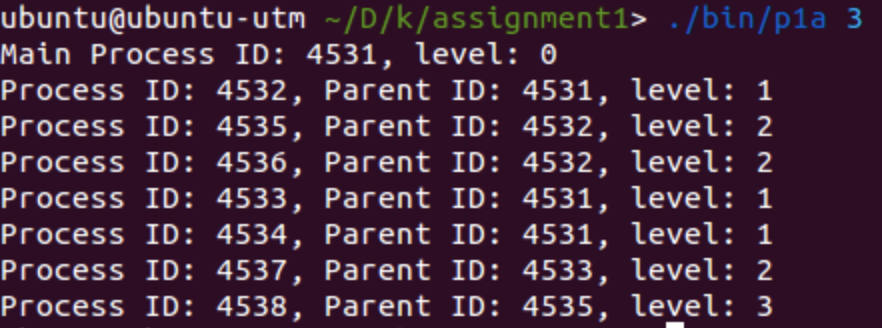 ubuntu@ubuntu-utm ~/D/k/assignment1> ./bin/p1a 3
Main Process ID: 4531, level: 0
Process ID: 4532, Parent ID: 4531, level: 1
Process ID: 4535, Parent ID: 4532, level: 2
Process ID: 4536, Parent ID: 4532, level: 2
Process ID: 4533, Parent ID: 4531, level: 1
Process ID: 4534, Parent ID: 4531, level: 1
Process ID: 4537, Parent ID: 4533, level: 2
Process ID: 4538, Parent ID: 4535, level: 3